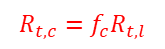 R_{t,c} = f_c R_{t,l}